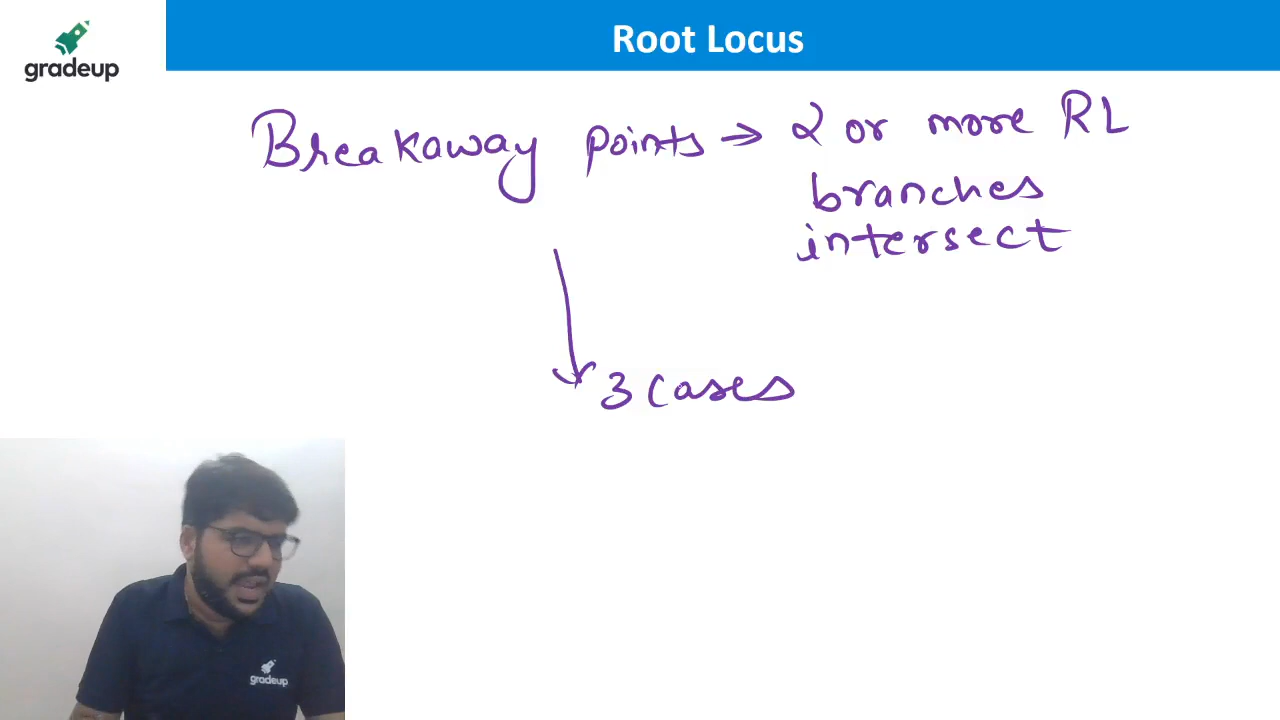 gradeup
Root Locus
Breakaway points → 2 or more RL
branches
intersect
3 cases
gradeup